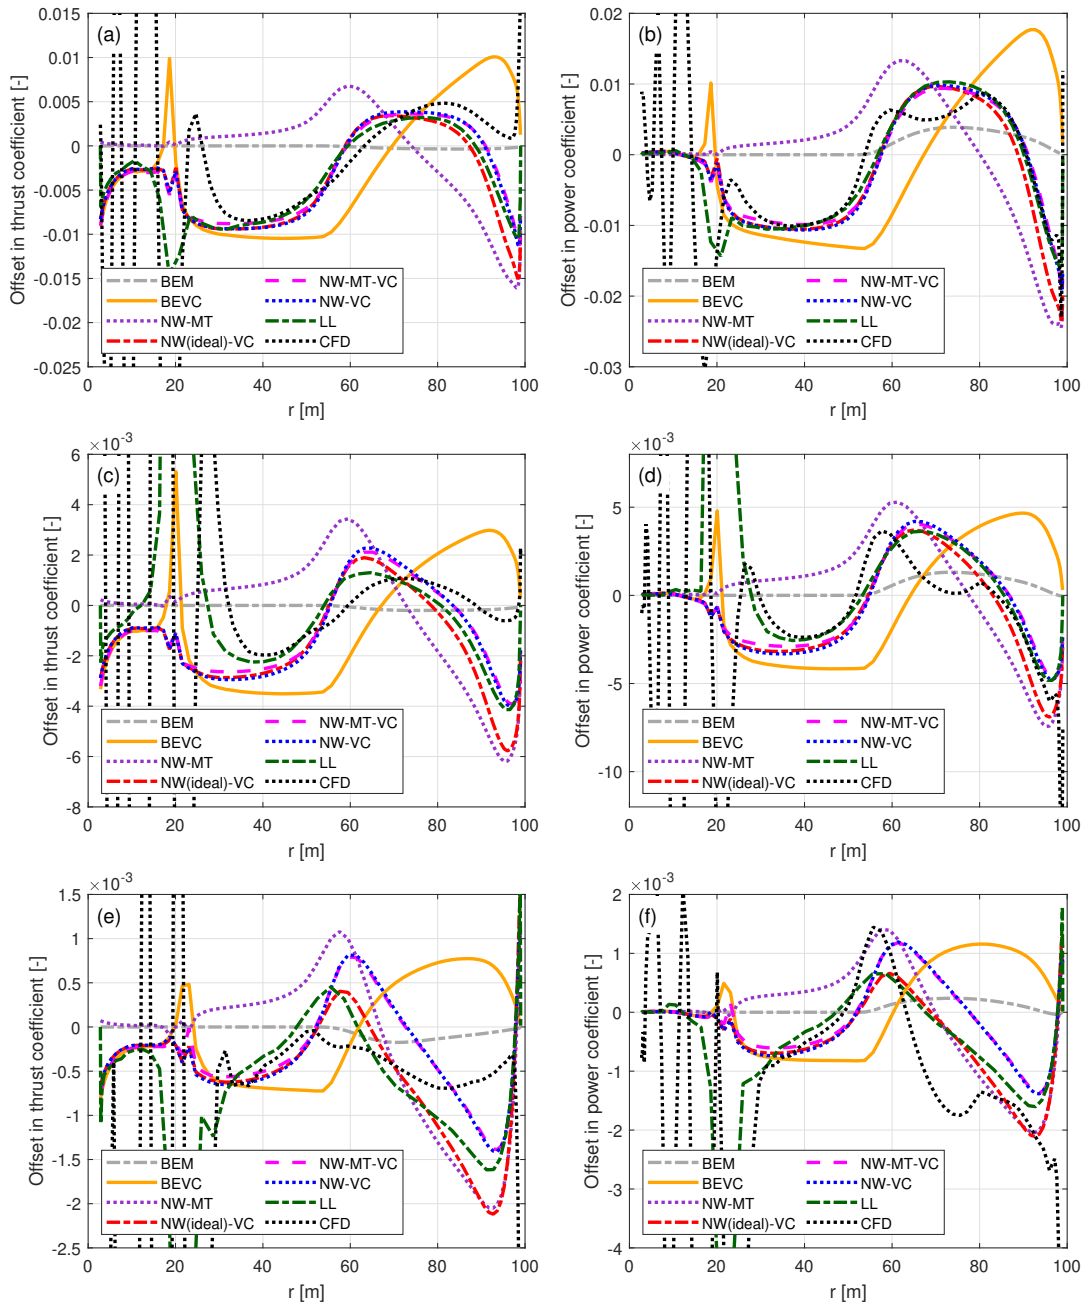 (a)
Offset in thrust coefficient [-]
0.015
0.01
0.005
0
-0.005
-0.01
-0.015
-0.02
-0.025
BEM
BEVC
NW-MT
NW(ideal)-VC
NW-MT-VC
NW-VC
LL
CFD
0 20 40 60 80 100
r [m]
(b)
Offset in power coefficient [-]
0.02
0.01
0
-0.01
-0.02
-0.03
BEM
BEVC
NW-MT
NW(ideal)-VC
NW-MT-VC
NW-VC
LL
CFD
0 20 40 60 80 100
r [m]
×10⁻³
(c)
Offset in thrust coefficient [-]
6
4
2
0
-2
-4
-6
-8
BEM
BEVC
NW-MT
NW(ideal)-VC
NW-MT-VC
NW-VC
LL
CFD
0 20 40 60 80 100
r [m]
×10⁻³
(d)
Offset in power coefficient [-]
5
0
-5
-10
BEM
BEVC
NW-MT
NW(ideal)-VC
NW-MT-VC
NW-VC
LL
CFD
0 20 40 60 80 100
r [m]
×10⁻³
(e)
Offset in thrust coefficient [-]
1.5
1
0.5
0
-0.5
-1
-1.5
-2
-2.5
BEM
BEVC
NW-MT
NW(ideal)-VC
NW-MT-VC
NW-VC
LL
CFD
0 20 40 60 80 100
r [m]
×10⁻³
(f)
Offset in power coefficient [-]
2
1
0
-1
-2
-3
-4
BEM
BEVC
NW-MT
NW(ideal)-VC
NW-MT-VC
NW-VC
LL
CFD
0 20 40 60 80 100
r [m]